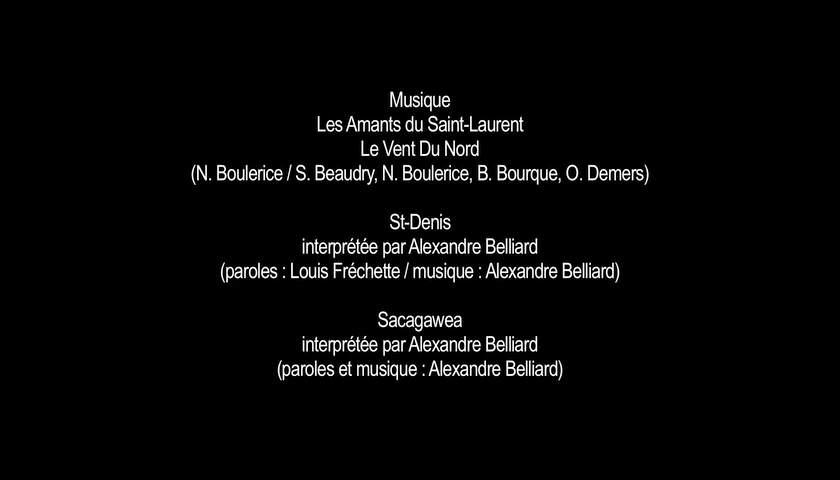 Musique
Les Amants du Saint-Laurent
Le Vent Du Nord
(N. Boulerice / S. Beaudry, N. Boulerice, B. Bourque, O. Demers)
St-Denis
interprétée par Alexandre Belliard
(paroles : Louis Fréchette / musique : Alexandre Belliard)
Sacagawea
interprétée par Alexandre Belliard
(paroles et musique : Alexandre Belliard)